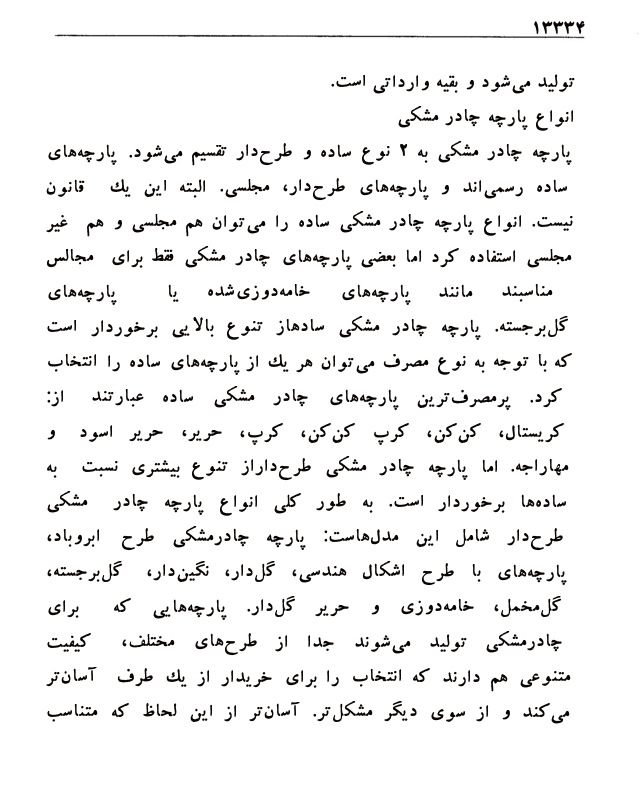 ۱۳۳۳۴
تولید می‌شود و بقیه وارداتی است.
انواع پارچه چادر مشکی
پارچه چادر مشکی به ۲ نوع ساده و طرح‌دار تقسیم می‌شود. پارچه‌های
ساده رسمی‌اند و پارچه‌های طرح‌دار، مجلسی. البته این یك قانون
نیست. انواع پارچه چادر مشکی ساده را می‌توان هم مجلسی و هم غیر
مجلسی استفاده کرد اما بعضی پارچه‌های چادر مشکی فقط برای مجالس
مناسبند مانند پارچه‌های خامه‌دوزی‌شده یا پارچه‌های
گل‌برجسته. پارچه چادر مشکی سادهاز تنوع بالایی برخوردار است
که با توجه به نوع مصرف می‌توان هر یك از پارچه‌های ساده را انتخاب
کرد. پرمصرف‌ترین پارچه‌های چادر مشکی ساده عبارتند از:
کریستال، کن‌کن، کرپ کن‌کن، کرپ، حریر، حریر اسود و
مهاراجه. اما پارچه چادر مشکی طرح‌داراز تنوع بیشتری نسبت به
ساده‌ها برخوردار است. به طور کلی انواع پارچه چادر مشکی
طرح‌دار شامل این مدل‌هاست: پارچه چادرمشکی طرح ابروباد،
پارچه‌های با طرح اشکال هندسی، گل‌دار، نگین‌دار، گل‌برجسته،
گل‌مخمل، خامه‌دوزی و حریر گل‌دار. پارچه‌هایی که برای
چادرمشکی تولید می‌شوند جدا از طرح‌های مختلف، کیفیت
متنوعی هم دارند که انتخاب را برای خریدار از یك طرف آسان‌تر
می‌کند و از سوی دیگر مشکل‌تر. آسان‌تر از این لحاظ که متناسب